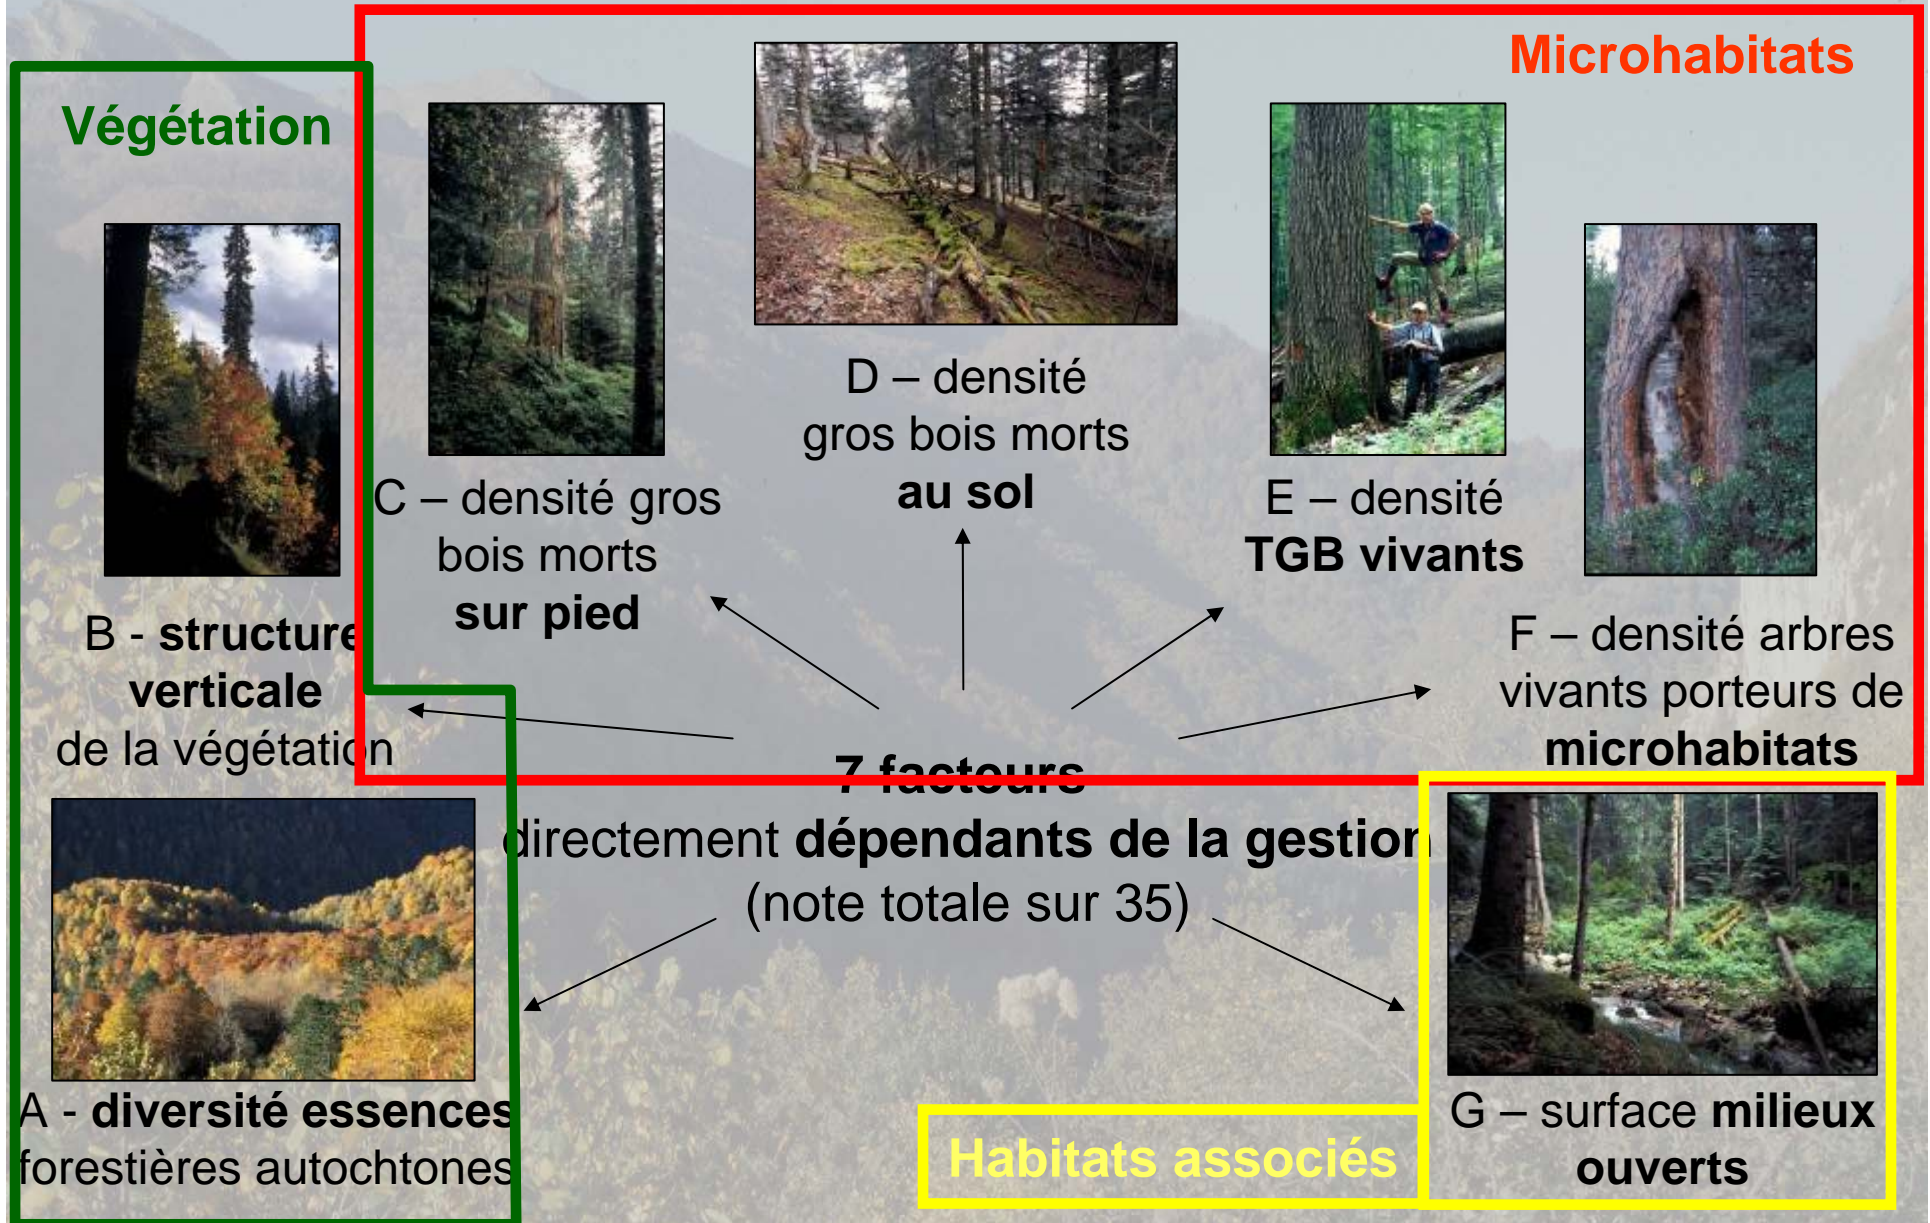 Microhabitats
Végétation
D – densité
gros bois morts
au sol
C – densité gros
bois morts
sur pied
E – densité
TGB vivants
B - structure
verticale
de la végétation
F – densité arbres
vivants porteurs de
microhabitats
7 facteurs
directement dépendants de la gestion
(note totale sur 35)
A - diversité essences
forestières autochtones
Habitats associés
G – surface milieux
ouverts